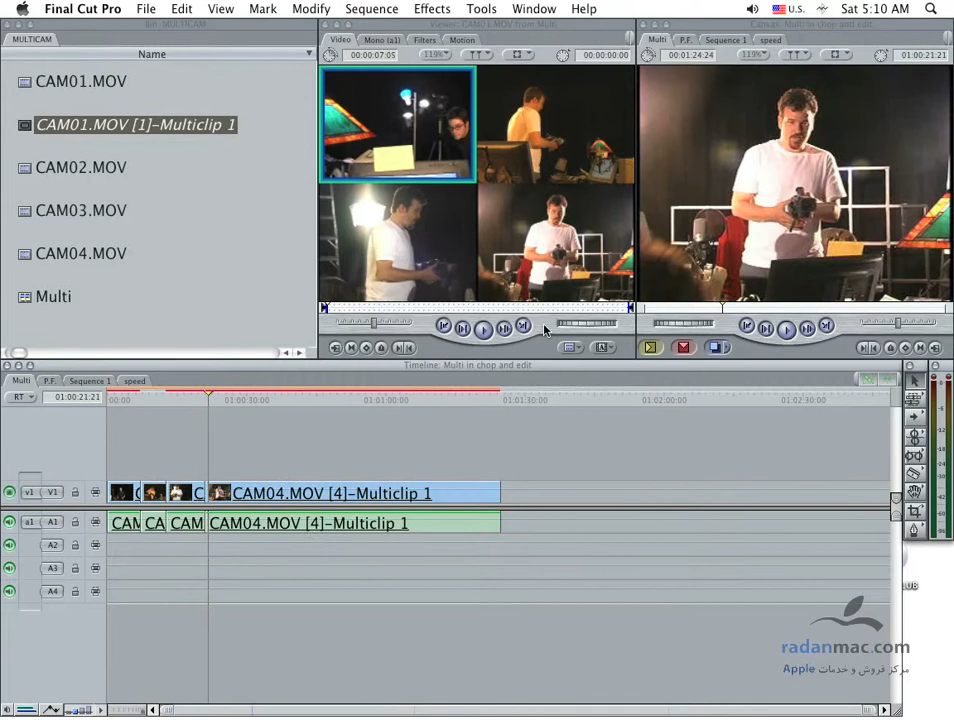 Final Cut Pro File Edit View Mark Modify Sequence Effects Tools Window Help U.S. Sat 5:10 AM
Bin: MULTICAM
Viewer: CAM01.MOV from Multi
Canvas: Multi in chop and edit
MULTICAM
Video Mono (a1) Filters Motion
Multi P.F. Sequence 1 speed
Name
00:00:07:05 119% 00:00:00:00
00:01:24:24 119% 01:00:21:21
CAM01.MOV
CAM01.MOV [1]-Multiclip 1
CAM02.MOV
CAM03.MOV
CAM04.MOV
Multi
Timeline: Multi in chop and edit
Multi P.F. Sequence 1 speed
RT 01:00:21:21 00:00 01:00:30:00 01:01:00:00 01:01:30:00 01:02:00:00 01:02:30:00
v1 V1 C C CAM04.MOV [4]-Multiclip 1
a1 A1 CAM CA CAM CAM04.MOV [4]-Multiclip 1
A2
A3
A4
radanmac.com
مرکز فروش و خدمات Apple